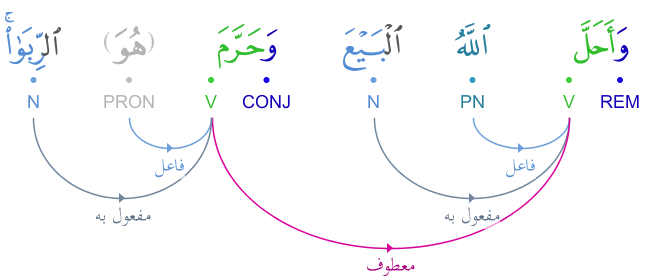 وَأَحَلَّ ٱللَّهُ ٱلْبَيْعَ وَحَرَّمَ (هُوَ) ٱلرِّبَوٰا۟ ۚ
REM V PN N CONJ V PRON N
فاعل فاعل
مفعول به مفعول به
معطوف